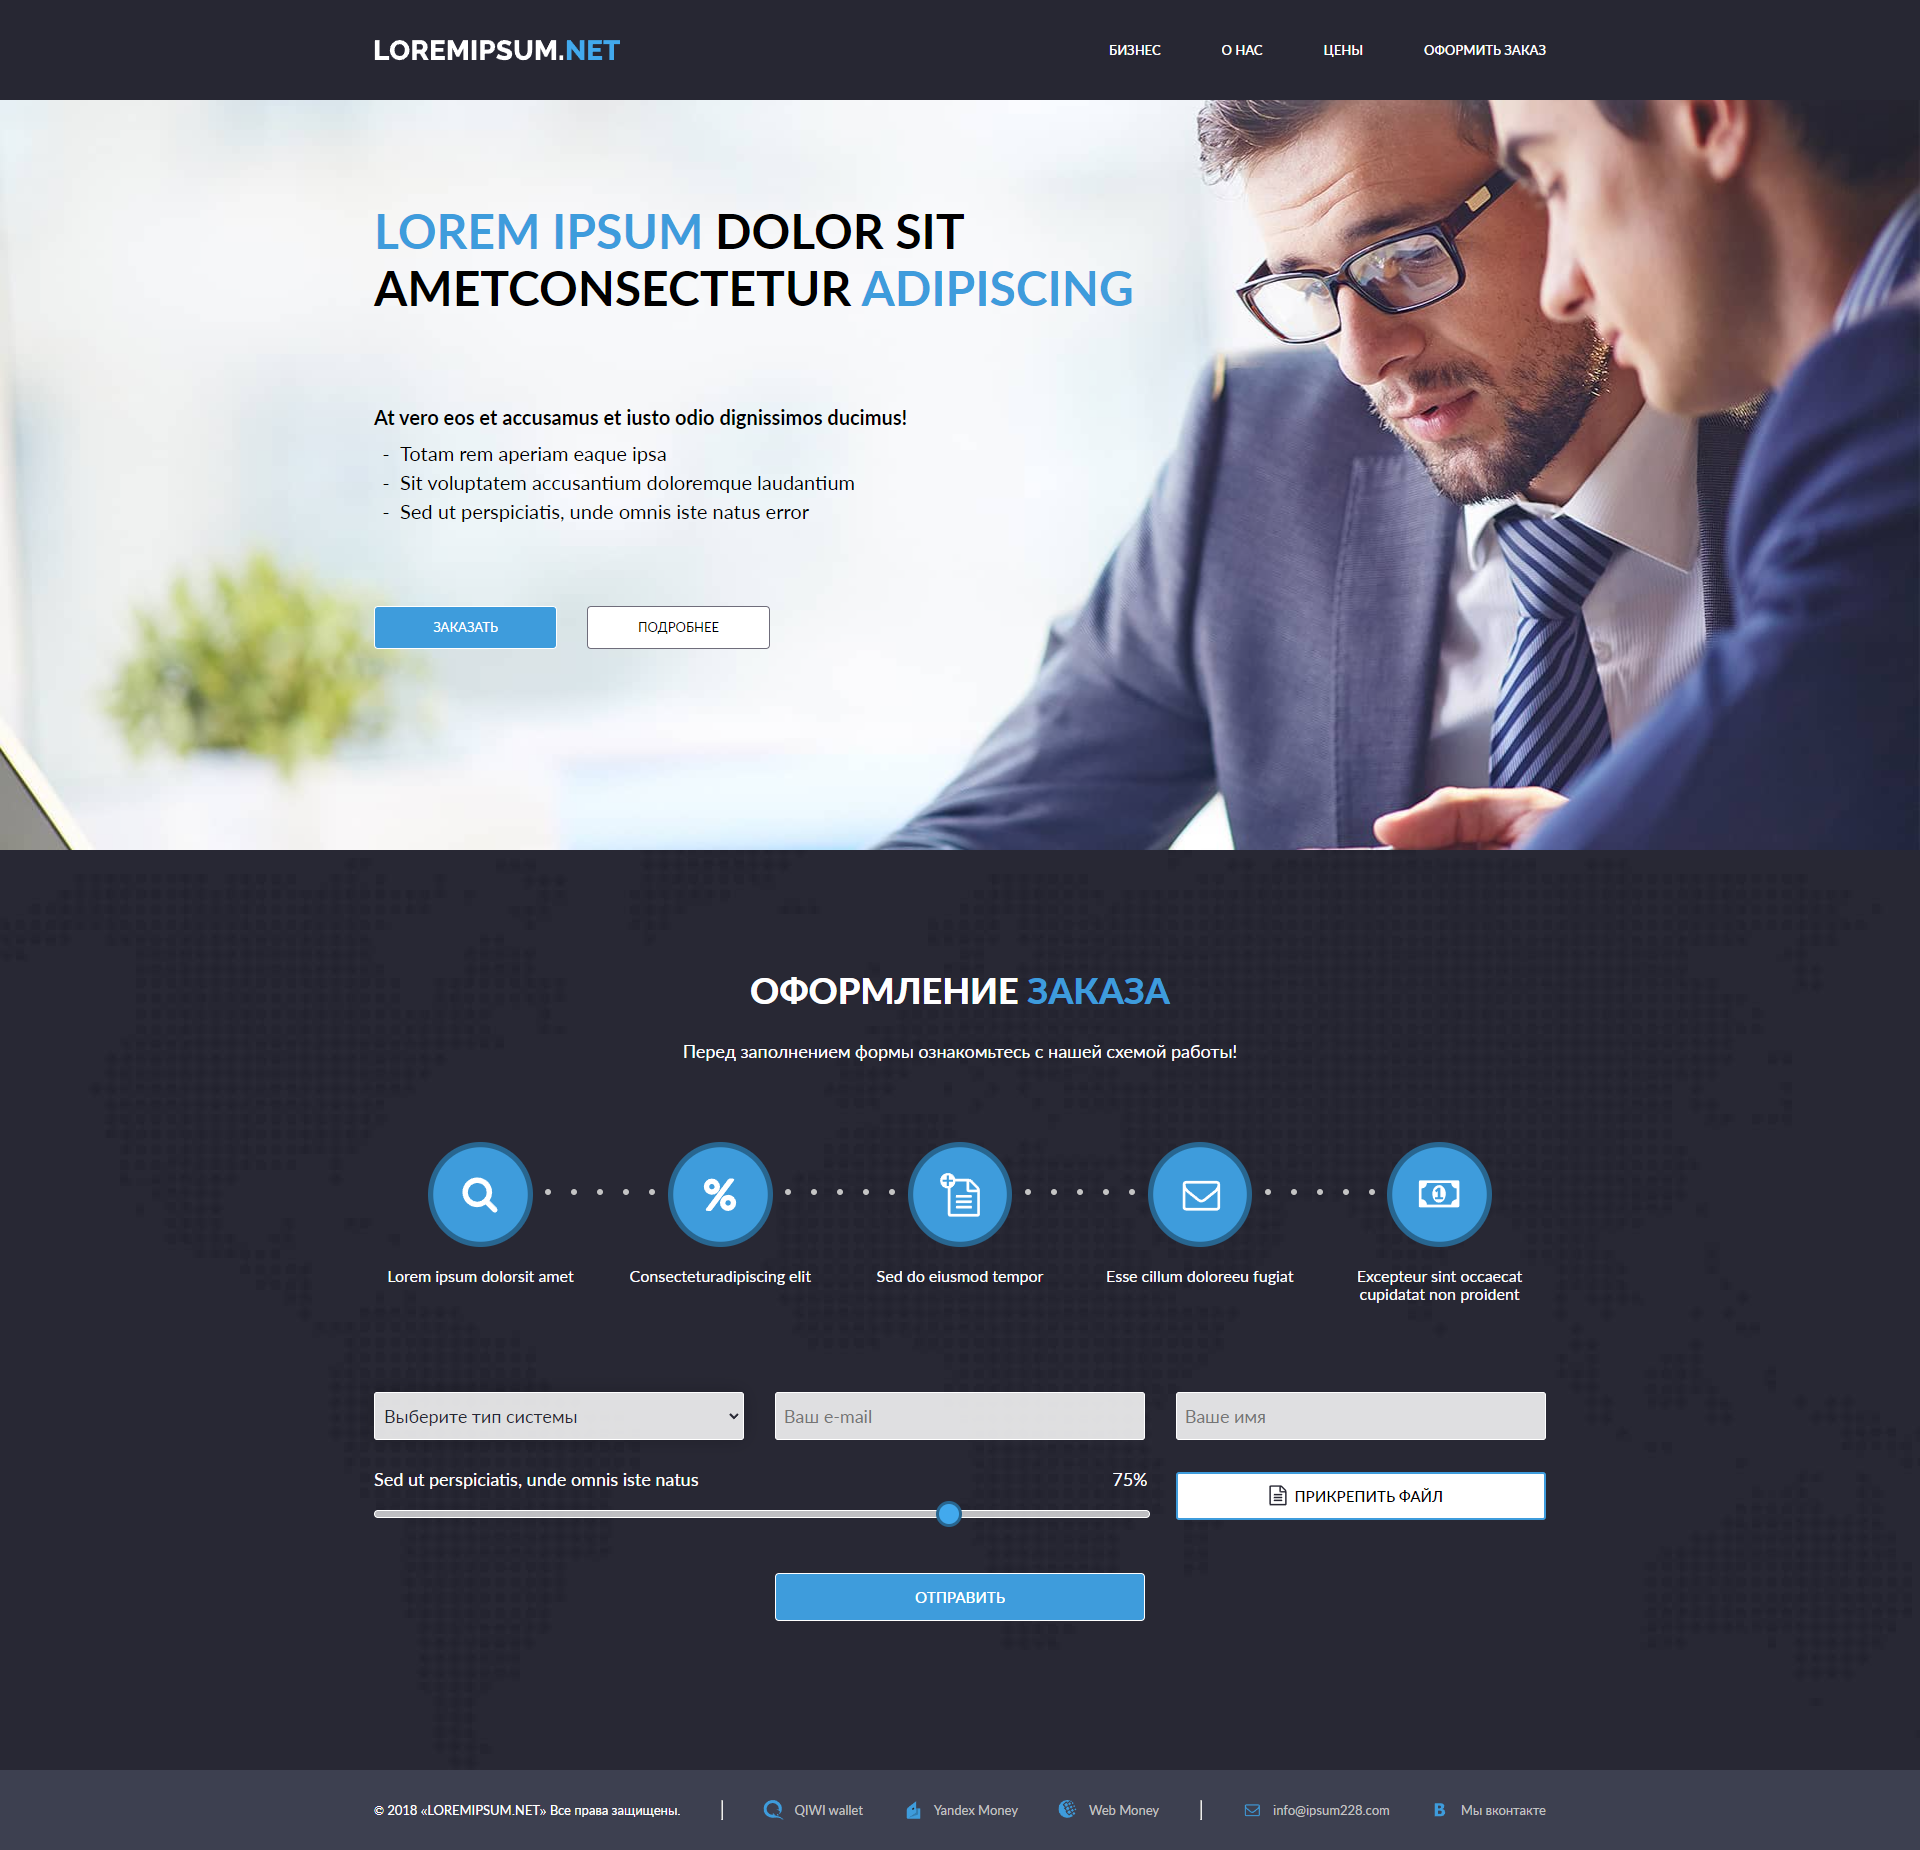 LOREMIPSUM.NET
БИЗНЕС
О НАС
ЦЕНЫ
ОФОРМИТЬ ЗАКАЗ
LOREM IPSUM DOLOR SIT
AMETCONSECTETUR ADIPISCING
At vero eos et accusamus et iusto odio dignissimos ducimus!
- Totam rem aperiam eaque ipsa
- Sit voluptatem accusantium doloremque laudantium
- Sed ut perspiciatis, unde omnis iste natus error
ЗАКАЗАТЬ
ПОДРОБНЕЕ
ОФОРМЛЕНИЕ ЗАКАЗА
Перед заполнением формы ознакомьтесь с нашей схемой работы!
Lorem ipsum dolorsit amet
Consecteturadipiscing elit
Sed do eiusmod tempor
Esse cillum doloreeu fugiat
Excepteur sint occaecat
cupidatat non proident
Выберите тип системы
Ваш e-mail
Ваше имя
Sed ut perspiciatis, unde omnis iste natus
75%
ПРИКРЕПИТЬ ФАЙЛ
ОТПРАВИТЬ
© 2018 «LOREMIPSUM.NET» Все права защищены.
QIWI wallet
Yandex Money
Web Money
info@ipsum228.com
Мы вконтакте